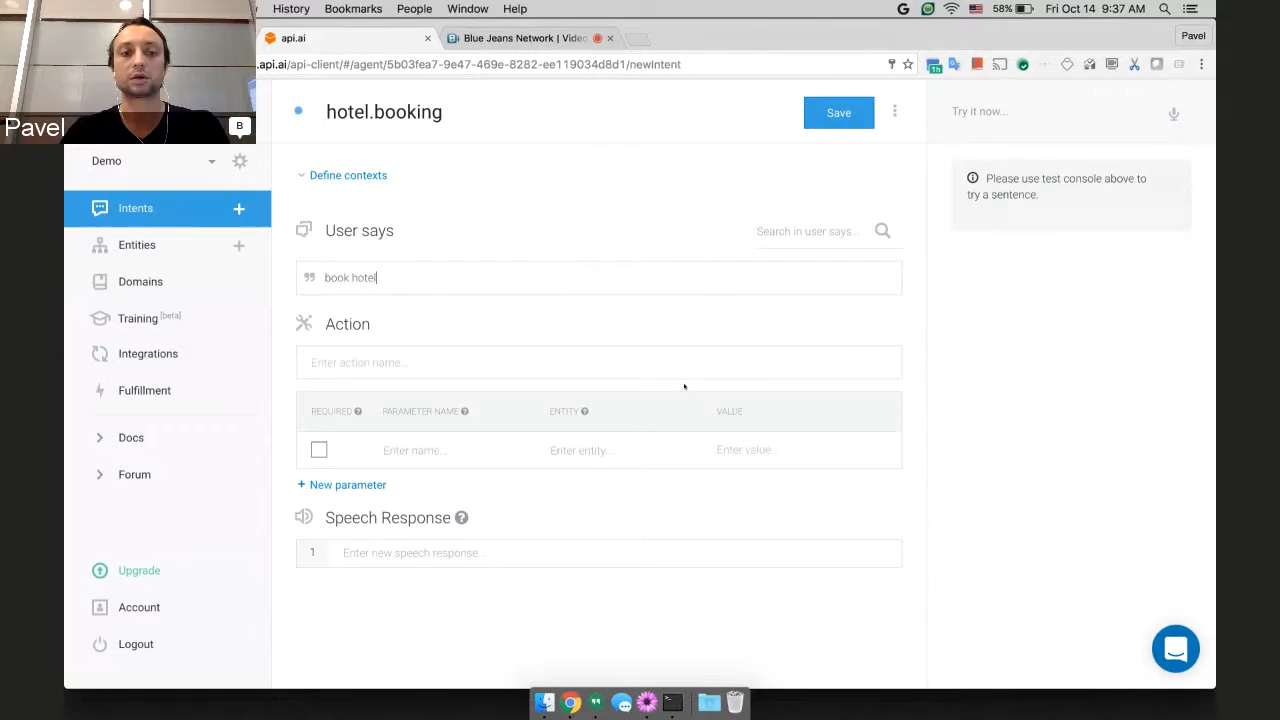 History Bookmarks People Window Help 58% Fri Oct 14 9:37 AM
api.ai × Blue Jeans Network | Video ×
Pavel
api.ai/api-client/#/agent/5b03fea7-9e47-469e-8282-ee119034d8d1/newIntent
1h
Pavel B
hotel.booking
Save
Try it now...
Demo
Define contexts
Please use test console above to
try a sentence.
Intents +
User says
Search in user says...
Entities +
Domains
book hotel
Training [beta]
Action
Integrations
Enter action name...
Fulfillment
REQUIRED PARAMETER NAME ENTITY VALUE
Docs
Enter name... Enter entity... Enter value...
Forum
+ New parameter
Speech Response
1 Enter new speech response...
Upgrade
Account
Logout